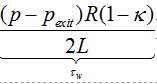 (p - p_exit)R(1 - κ)
2L
τ_w